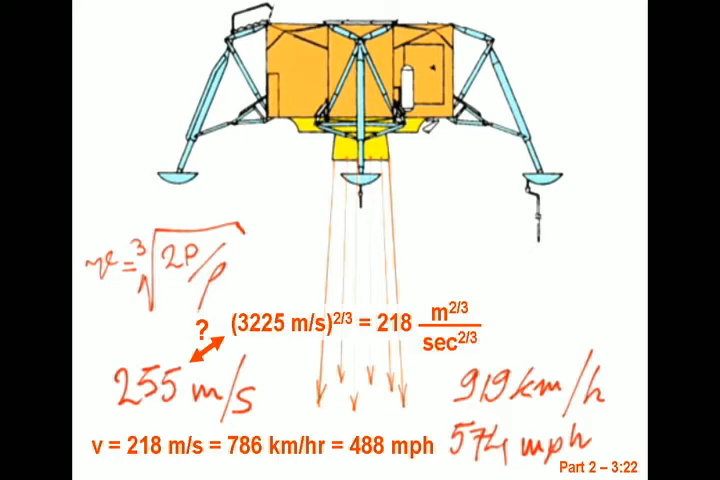 ve = ³√2P/ρ
?
(3225 m/s)^2/3 = 218 m^2/3 / sec^2/3
255 m/s
919 km/h
v = 218 m/s = 786 km/hr = 488 mph
574 mph
Part 2 – 3:22